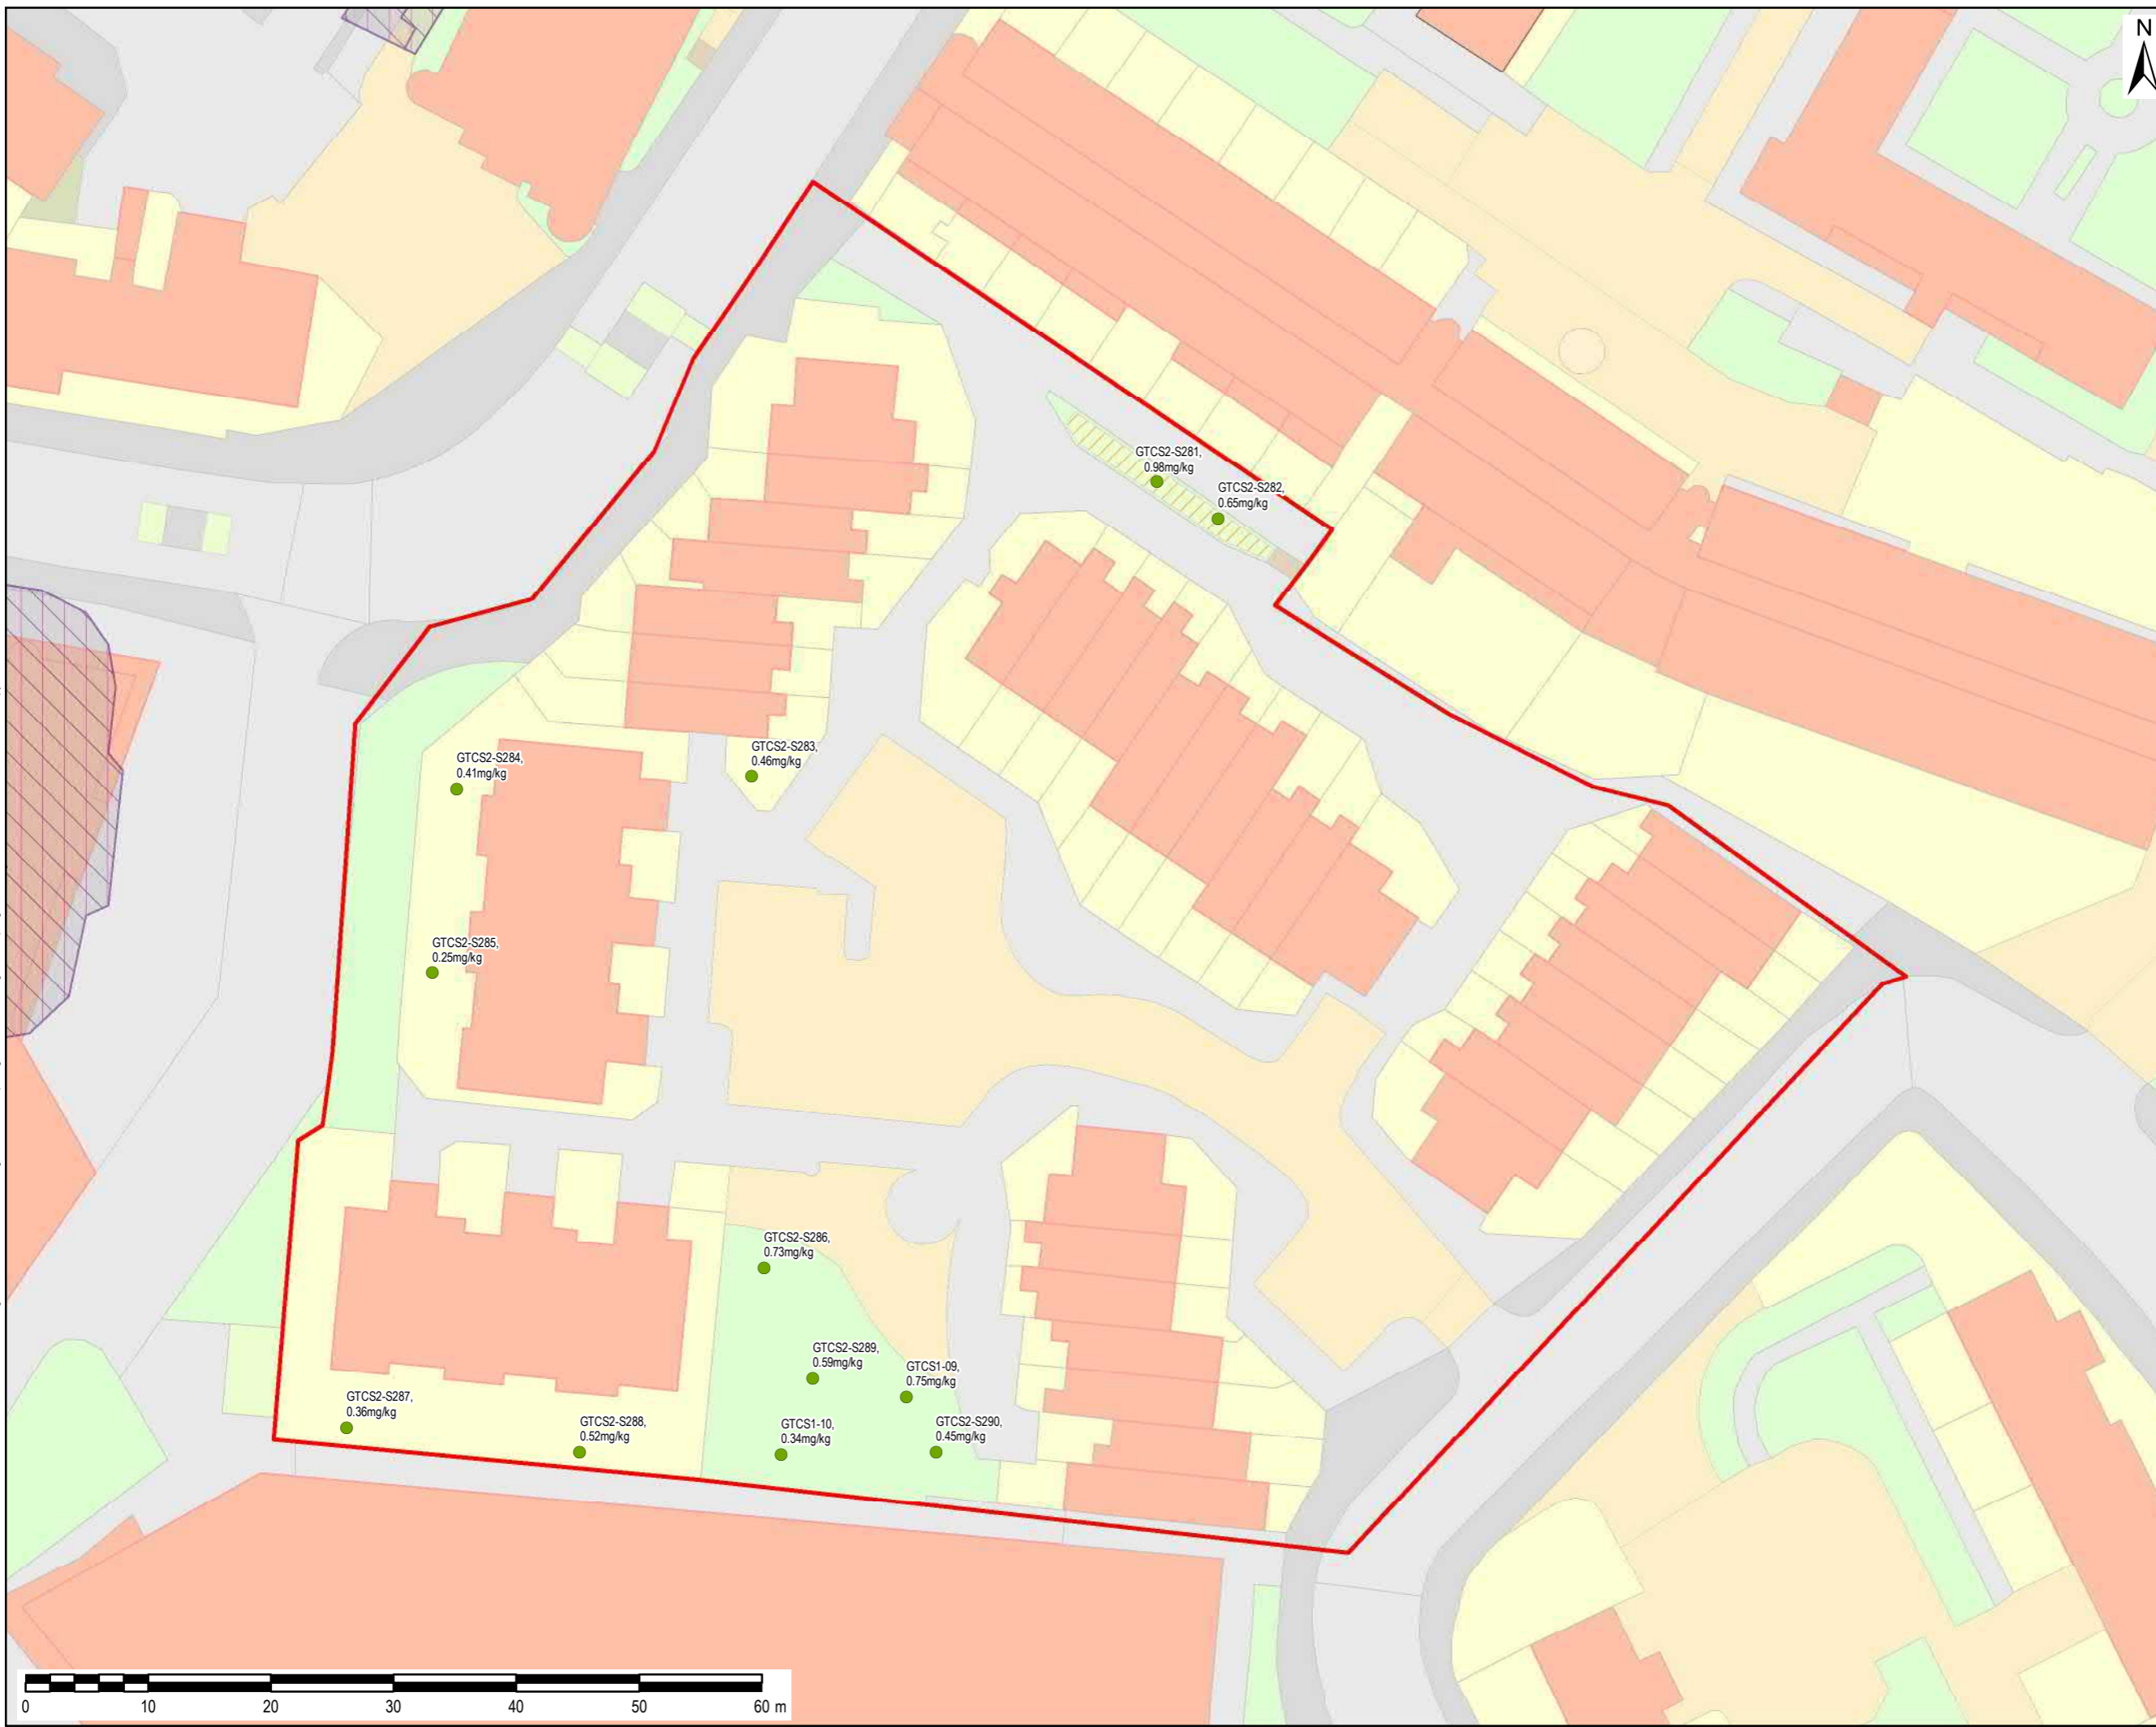 N
GTCS2-S281,
0.98mg/kg
GTCS2-S282,
0.65mg/kg
GTCS2-S283,
0.46mg/kg
GTCS2-S284,
0.41mg/kg
GTCS2-S285,
0.25mg/kg
GTCS2-S286,
0.73mg/kg
GTCS2-S289,
0.59mg/kg
GTCS1-09,
0.75mg/kg
GTCS2-S287,
0.36mg/kg
GTCS2-S288,
0.52mg/kg
GTCS1-10,
0.34mg/kg
GTCS2-S290,
0.45mg/kg
0 10 20 30 40 50 60 m